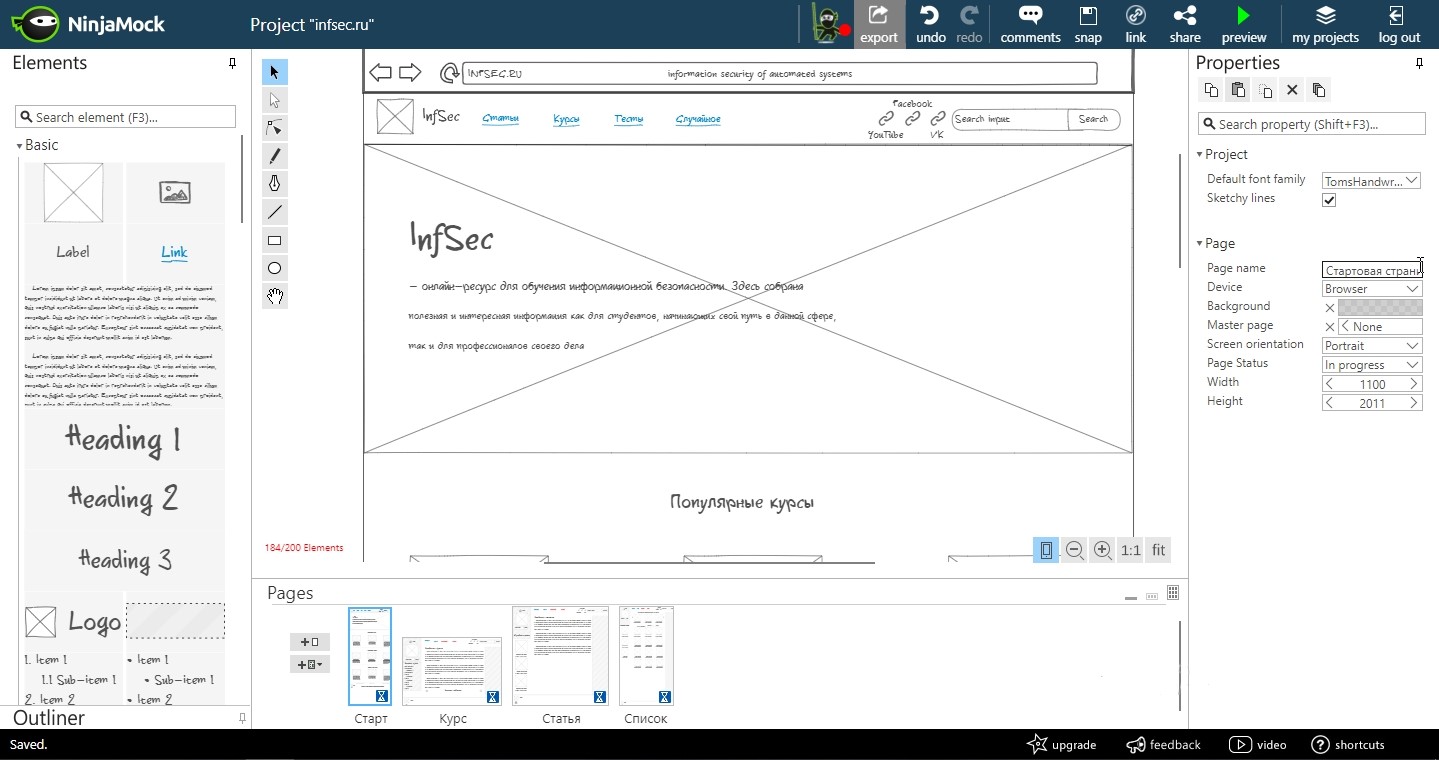 NinjaMock
Project "infsec.ru"
export
undo
redo
comments
snap
link
share
preview
my projects
log out
Elements
Search element (F3)...
Basic
Label
Link
Heading 1
Heading 2
Heading 3
Logo
1. Item 1
1.1 Sub-item 1
2. Item 2
• Item 1
• Sub-item 1
• Item 2
Outliner
INFSEC.RU
information security of automated systems
InfSec
Статьи
Курсы
Тесты
Случайное
Facebook
YouTube
VK
Search input
Search
InfSec
– онлайн-ресурс для обучения информационной безопасности. Здесь собрана
полезная и интересная информация как для студентов, начинающих свой путь в данной сфере,
так и для профессионалов своего дела
Популярные курсы
184/200 Elements
1:1
fit
Pages
Старт
Курс
Статья
Список
Properties
Search property (Shift+F3)...
Project
Default font family
TomsHandwr...
Sketchy lines
Page
Page name
Стартовая страни
Device
Browser
Background
Master page
None
Screen orientation
Portrait
Page Status
In progress
Width
1100
Height
2011
Saved.
upgrade
feedback
video
shortcuts